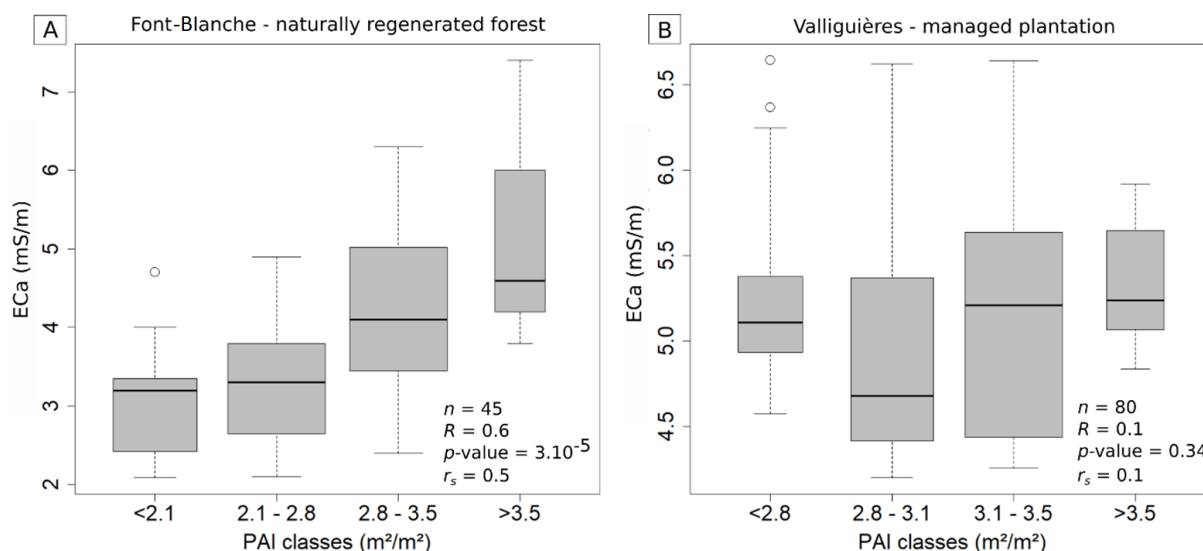 A
Font-Blanche - naturally regenerated forest
ECa (mS/m)
7
6
5
4
3
2
n = 45
R = 0.6
p-value = 3.10⁻⁵
rₛ = 0.5
<2.1
2.1 - 2.8
2.8 - 3.5
>3.5
PAI classes (m²/m²)
B
Valliguières - managed plantation
ECa (mS/m)
6.5
6.0
5.5
5.0
4.5
n = 80
R = 0.1
p-value = 0.34
rₛ = 0.1
<2.8
2.8 - 3.1
3.1 - 3.5
>3.5
PAI classes (m²/m²)